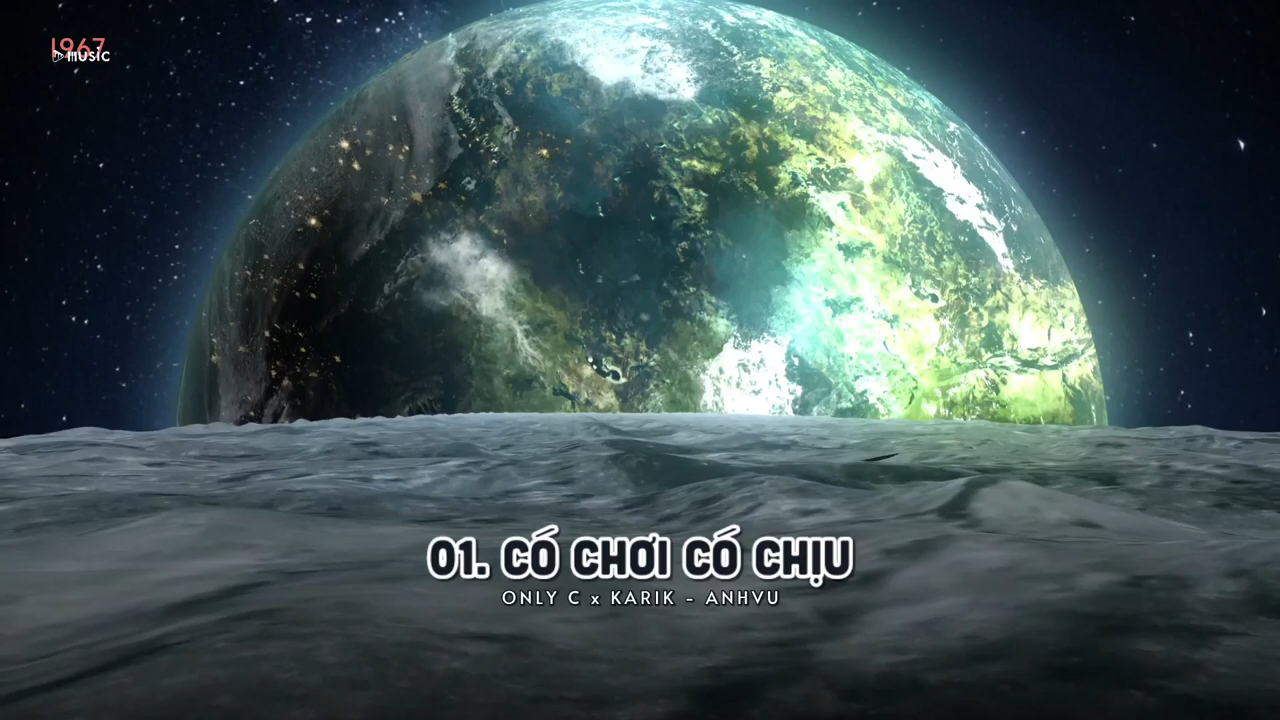 1967
MUSIC
01. CÓ CHƠI CÓ CHỊU
ONLY C x KARIK - ANHVU